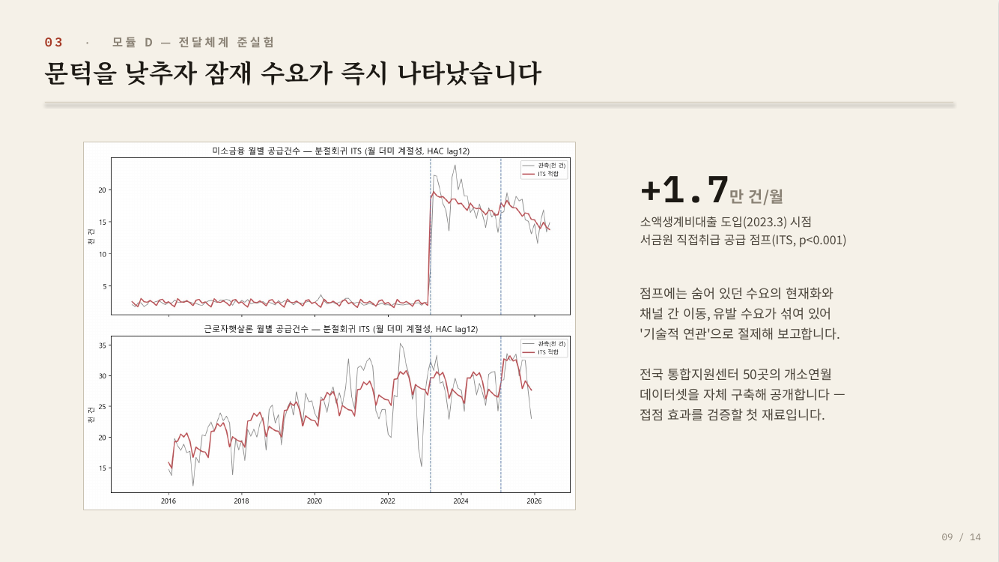 03 · 모듈 D — 전달체계 준실험
문턱을 낮추자 잠재 수요가 즉시 나타났습니다
미소금융 월별 공급건수 — 분절회귀 ITS (월 더미 계절성, HAC lag12)
관측(천 건)
ITS 적합
천 건
20
15
10
5
근로자햇살론 월별 공급건수 — 분절회귀 ITS (월 더미 계절성, HAC lag12)
관측(천 건)
ITS 적합
천 건
35
30
25
20
15
2016 2018 2020 2022 2024 2026
+1.7만 건/월
소액생계비대출 도입(2023.3) 시점
서금원 직접취급 공급 점프(ITS, p<0.001)
점프에는 숨어 있던 수요의 현재화와
채널 간 이동, 유발 수요가 섞여 있어
'기술적 연관'으로 절제해 보고합니다.
전국 통합지원센터 50곳의 개소연월
데이터셋을 자체 구축해 공개합니다 —
접점 효과를 검증할 첫 재료입니다.
09 / 14